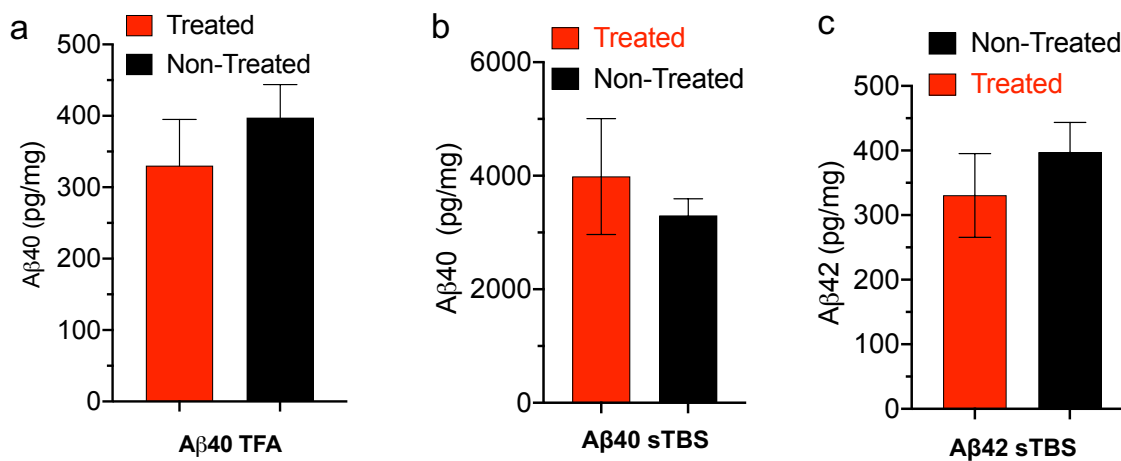 a
Treated
Non-Treated
Aβ40 (pg/mg)
500
400
300
200
100
0
Aβ40 TFA
b
Treated
Non-Treated
Aβ40 (pg/mg)
6000
4000
2000
0
Aβ40 sTBS
c
Non-Treated
Treated
Aβ42 (pg/mg)
500
400
300
200
100
0
Aβ42 sTBS